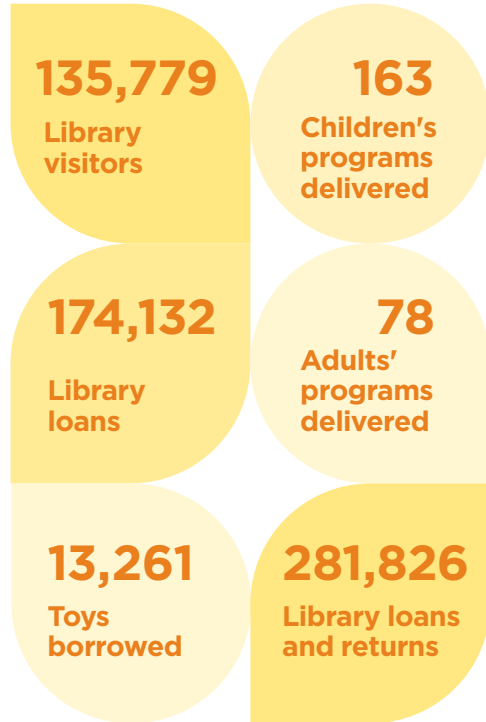 135,779
Library
visitors
163
Children's
programs
delivered
174,132
Library
loans
78
Adults'
programs
delivered
13,261
Toys
borrowed
281,826
Library loans
and returns